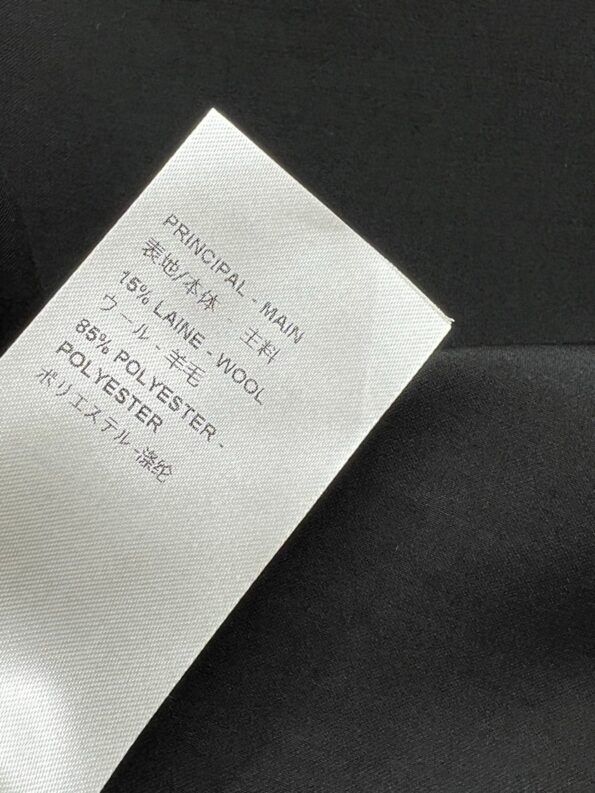 PRINCIPAL - MAIN
表地/本体 - 主料
15% LAINE - WOOL
ウール - 羊毛
85% POLYESTER -
POLYESTER
ポリエステル-涤纶